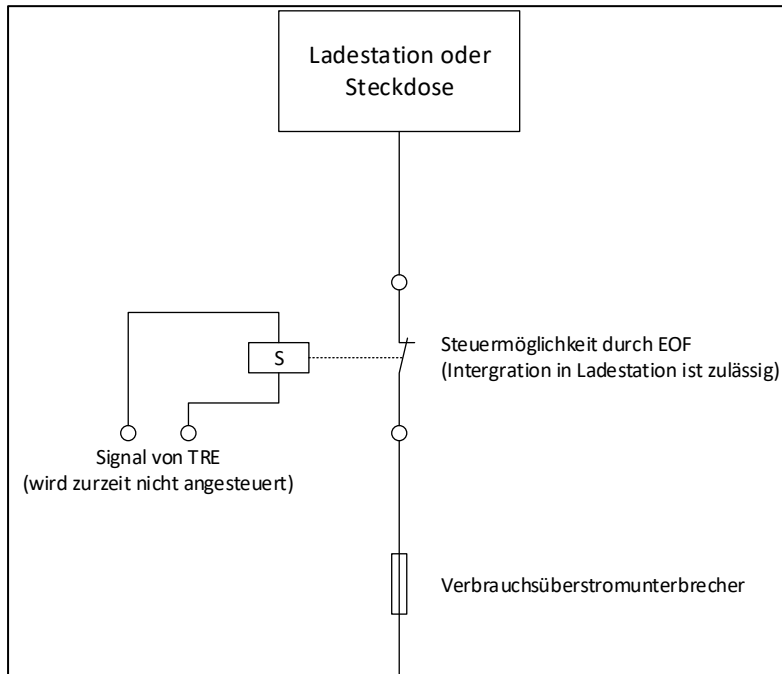 Ladestation oder
Steckdose
Steuermöglichkeit durch EOF
(Intergration in Ladestation ist zulässig)
S
Signal von TRE
(wird zurzeit nicht angesteuert)
Verbrauchsüberstromunterbrecher